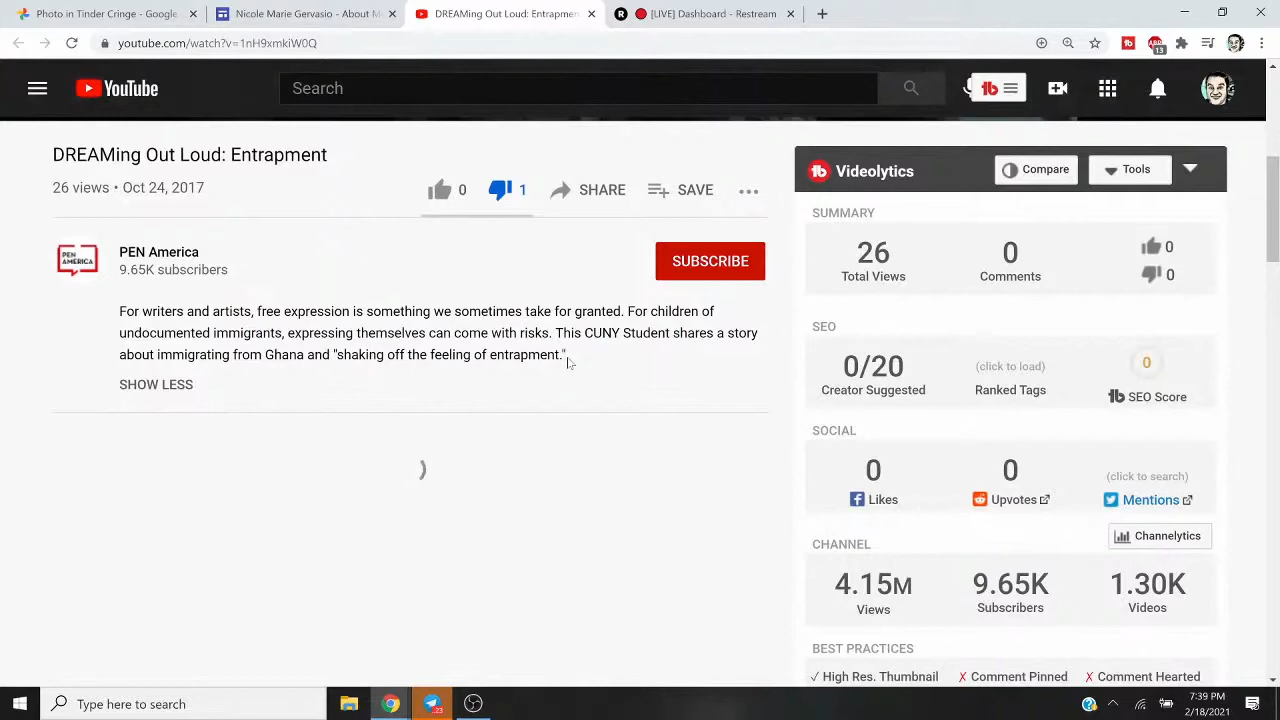 Photo in Tinder Cringe - Google
Nicole Marie Gervasio - About M
DREAMing Out Loud: Entrapment
[LIVE] Dashboard - Restream
youtube.com/watch?v=1nH9xmkiW0Q
13
YouTube
Search
DREAMing Out Loud: Entrapment
26 views • Oct 24, 2017
0
1
SHARE
SAVE
PEN America
9.65K subscribers
SUBSCRIBE
For writers and artists, free expression is something we sometimes take for granted. For children of
undocumented immigrants, expressing themselves can come with risks. This CUNY Student shares a story
about immigrating from Ghana and "shaking off the feeling of entrapment."
SHOW LESS
Videolytics
Compare
Tools
SUMMARY
26
Total Views
0
Comments
0
0
SEO
0/20
Creator Suggested
(click to load)
Ranked Tags
0
SEO Score
SOCIAL
0
Likes
0
Upvotes
(click to search)
Mentions
CHANNEL
Channelytics
4.15M
Views
9.65K
Subscribers
1.30K
Videos
BEST PRACTICES
High Res. Thumbnail
Comment Pinned
Comment Hearted
Type here to search
7:39 PM
2/18/2021